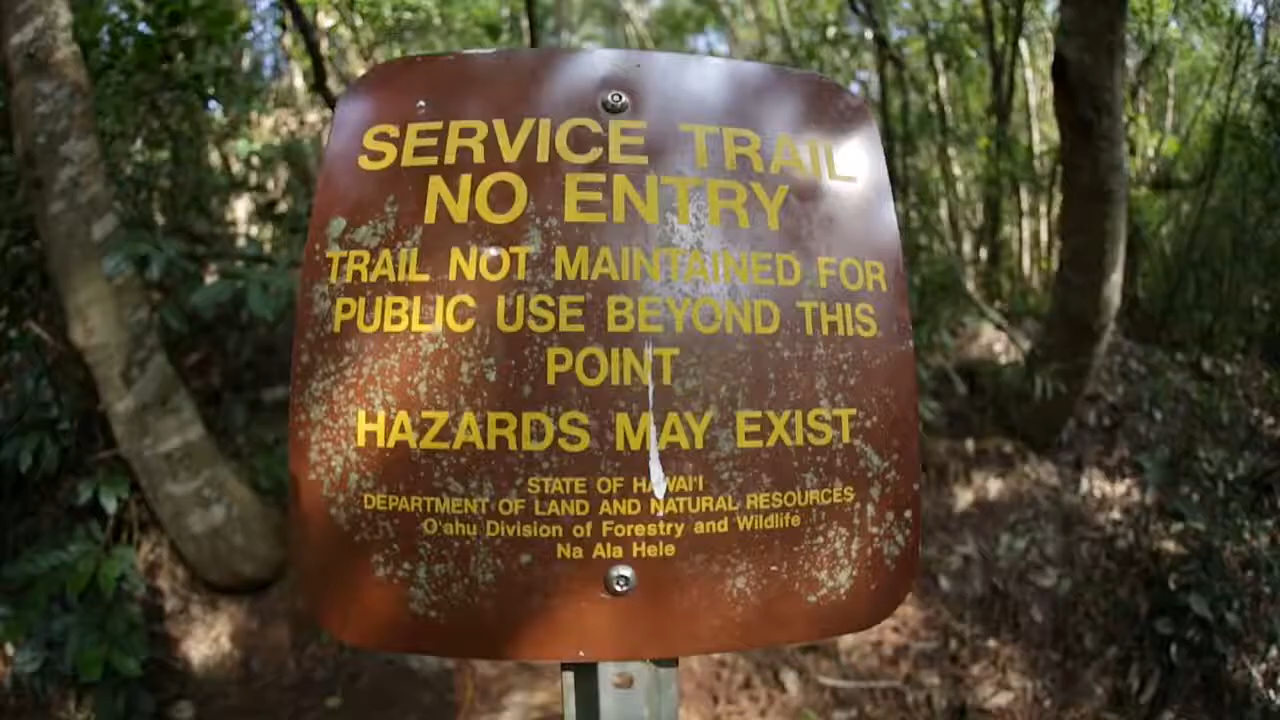 SERVICE TRAIL
NO ENTRY
TRAIL NOT MAINTAINED FOR
PUBLIC USE BEYOND THIS
POINT
HAZARDS MAY EXIST
STATE OF HAWAI'I
DEPARTMENT OF LAND AND NATURAL RESOURCES
O'ahu Division of Forestry and Wildlife
Na Ala Hele